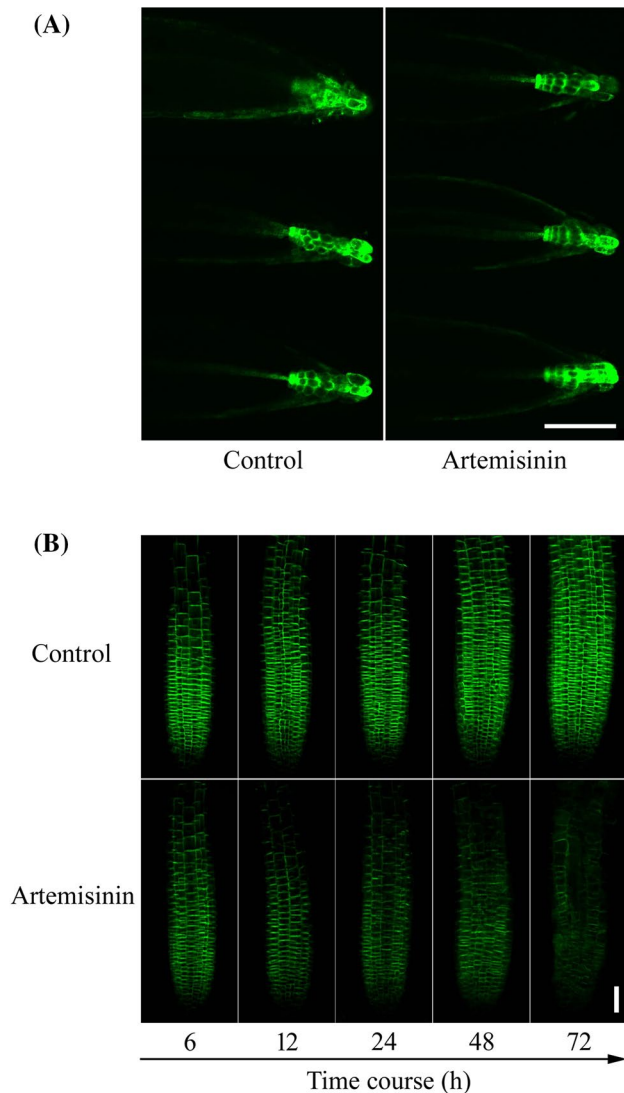 (A)
Control Artemisinin
(B)
Control
Artemisinin
6 12 24 48 72
Time course (h)